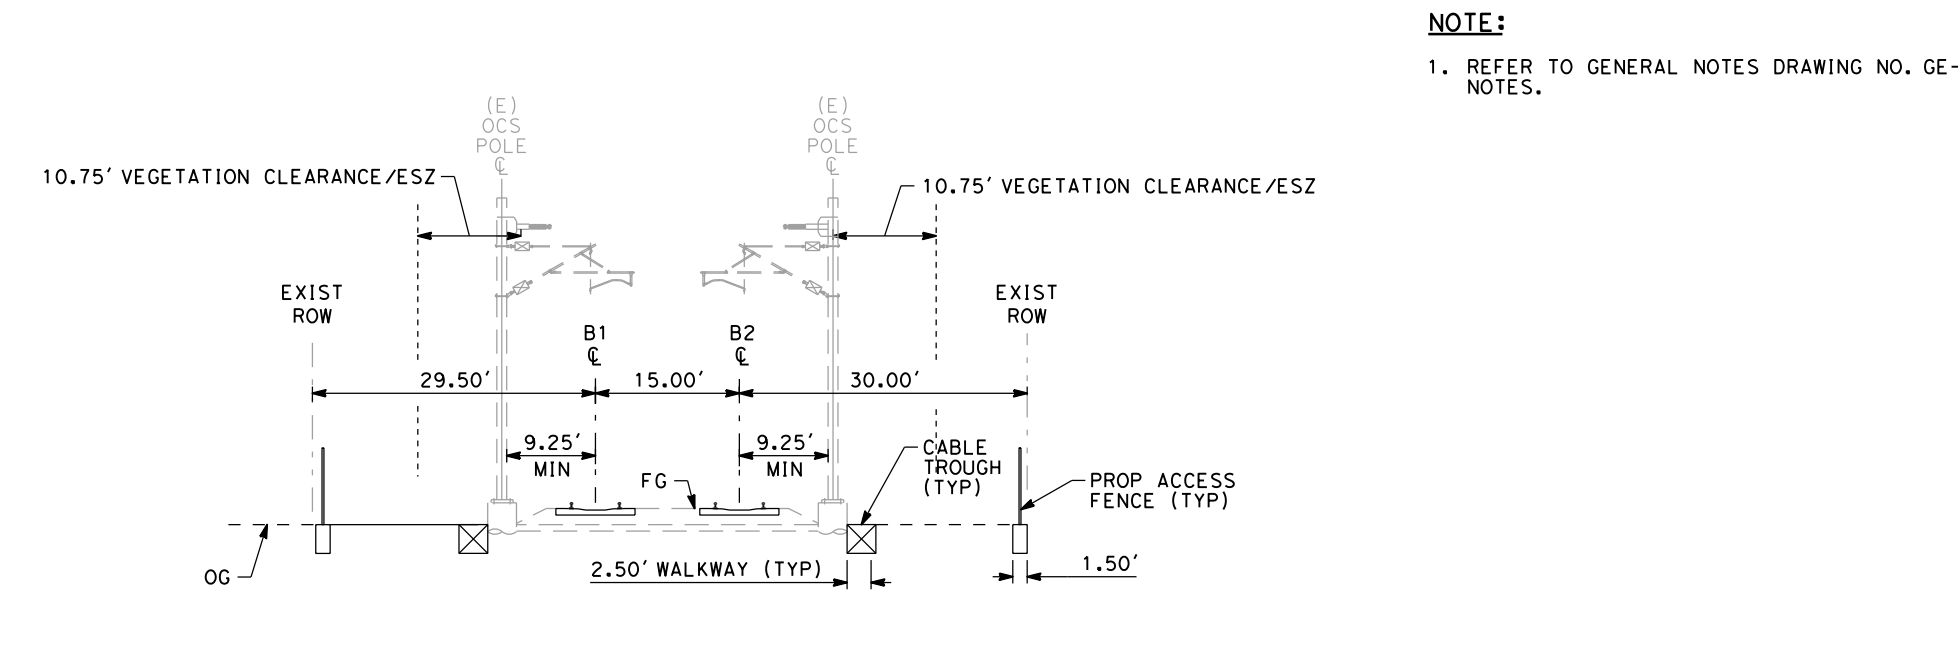 NOTE:
1. REFER TO GENERAL NOTES DRAWING NO. GE-
NOTES.
(E)
OCS
POLE
℄
(E)
OCS
POLE
℄
10.75' VEGETATION CLEARANCE/ESZ
10.75' VEGETATION CLEARANCE/ESZ
EXIST
ROW
EXIST
ROW
B1
℄
B2
℄
29.50'
15.00'
30.00'
9.25'
MIN
9.25'
MIN
CABLE
TROUGH
(TYP)
FG
PROP ACCESS
FENCE (TYP)
OG
2.50' WALKWAY (TYP)
1.50'